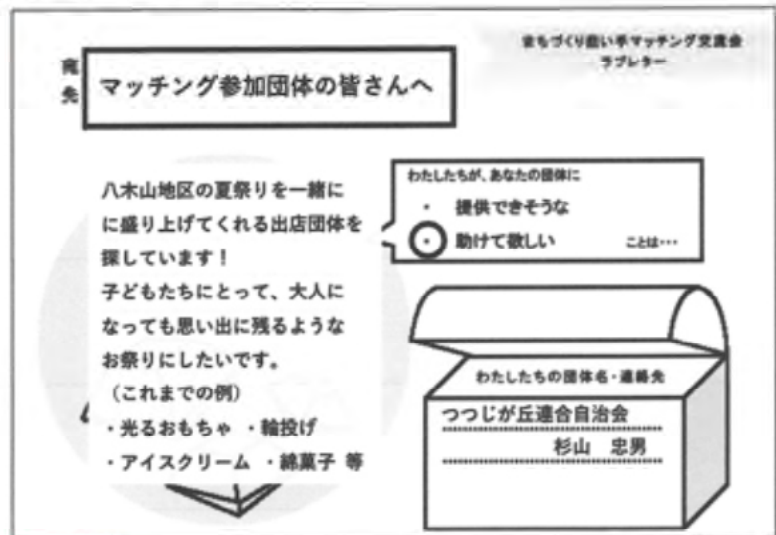 まちづくり担い手マッチング交流会
ラブレター
宛先
マッチング参加団体の皆さんへ
わたしたちが、あなたの団体に
・ 提供できそうな
・ 助けて欲しい ことは…
八木山地区の夏祭りを一緒に
に盛り上げてくれる出店団体を
探しています！
子どもたちにとって、大人に
なっても思い出に残るような
お祭りにしたいです。
（これまでの例）
・光るおもちゃ ・輪投げ
・アイスクリーム ・綿菓子 等
わたしたちの団体名・連絡先
つつじが丘連合自治会
杉山 忠男